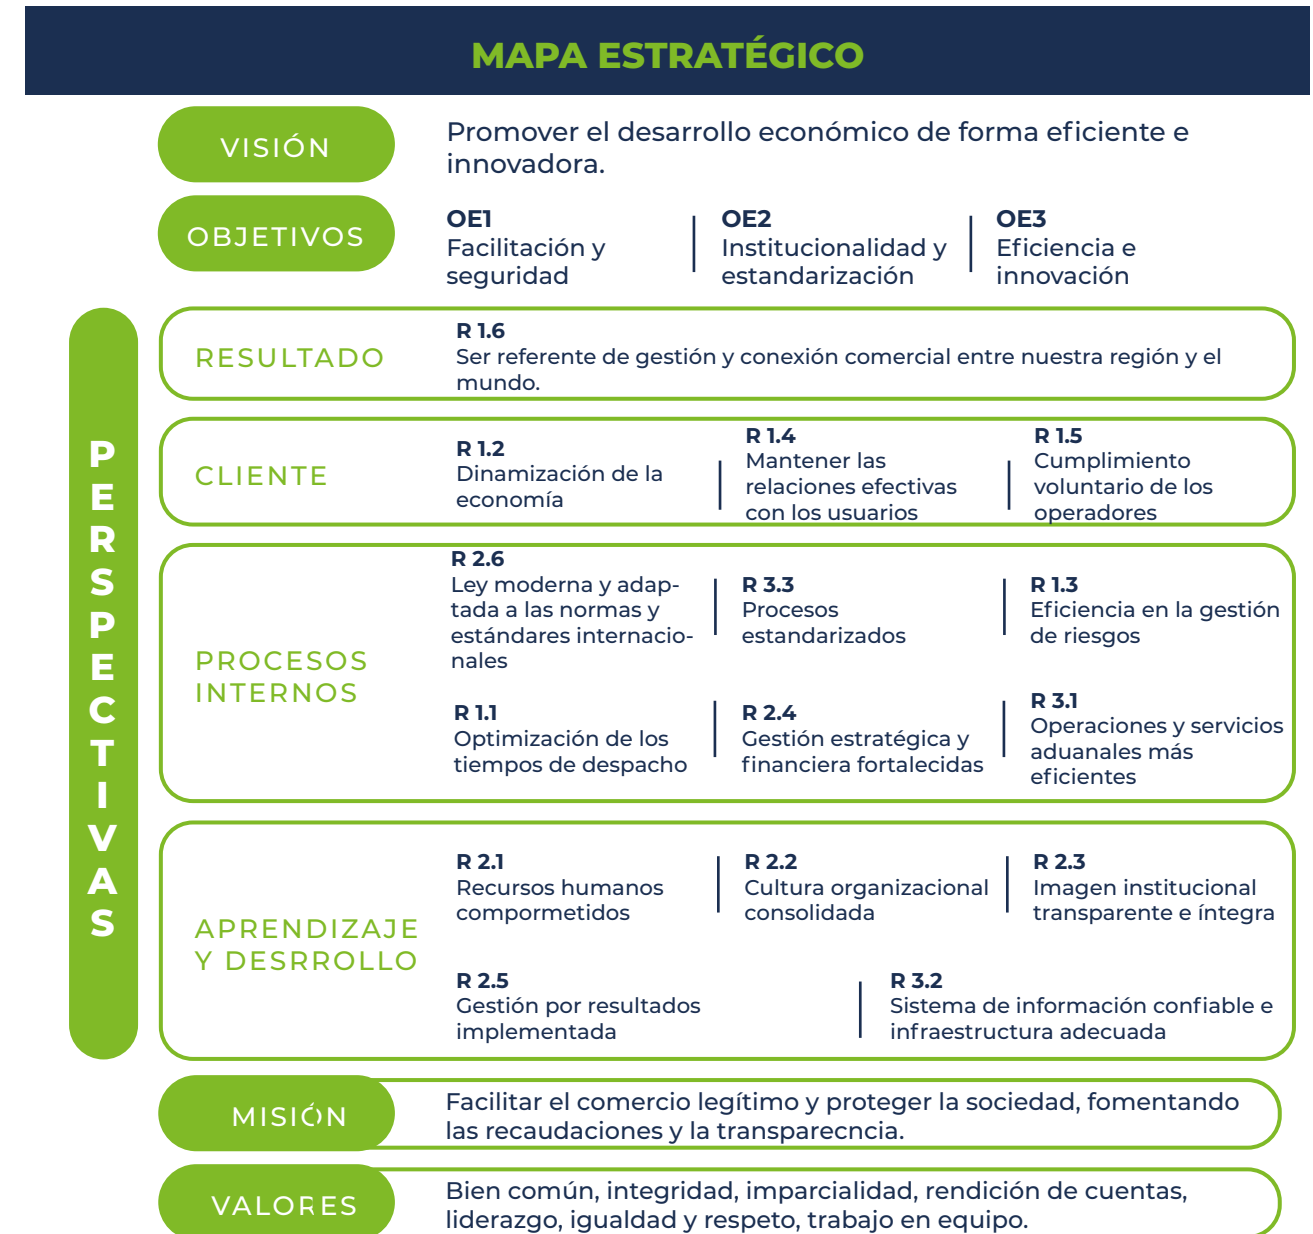 MAPA ESTRATÉGICO
VISIÓN
Promover el desarrollo económico de forma eficiente e
innovadora.
OBJETIVOS
OE1
Facilitación y
seguridad
OE2
Institucionalidad y
estandarización
OE3
Eficiencia e
innovación
PERSPECTIVAS
RESULTADO
R 1.6
Ser referente de gestión y conexión comercial entre nuestra región y el
mundo.
CLIENTE
R 1.2
Dinamización de la
economía
R 1.4
Mantener las
relaciones efectivas
con los usuarios
R 1.5
Cumplimiento
voluntario de los
operadores
PROCESOS
INTERNOS
R 2.6
Ley moderna y adap-
tada a las normas y
estándares internacio-
nales
R 3.3
Procesos
estandarizados
R 1.3
Eficiencia en la gestión
de riesgos
R 1.1
Optimización de los
tiempos de despacho
R 2.4
Gestión estratégica y
financiera fortalecidas
R 3.1
Operaciones y servicios
aduanales más
eficientes
APRENDIZAJE
Y DESRROLLO
R 2.1
Recursos humanos
compormetidos
R 2.2
Cultura organizacional
consolidada
R 2.3
Imagen institucional
transparente e íntegra
R 2.5
Gestión por resultados
implementada
R 3.2
Sistema de información confiable e
infraestructura adecuada
MISIÓN
Facilitar el comercio legítimo y proteger la sociedad, fomentando
las recaudaciones y la transparecncia.
VALORES
Bien común, integridad, imparcialidad, rendición de cuentas,
liderazgo, igualdad y respeto, trabajo en equipo.